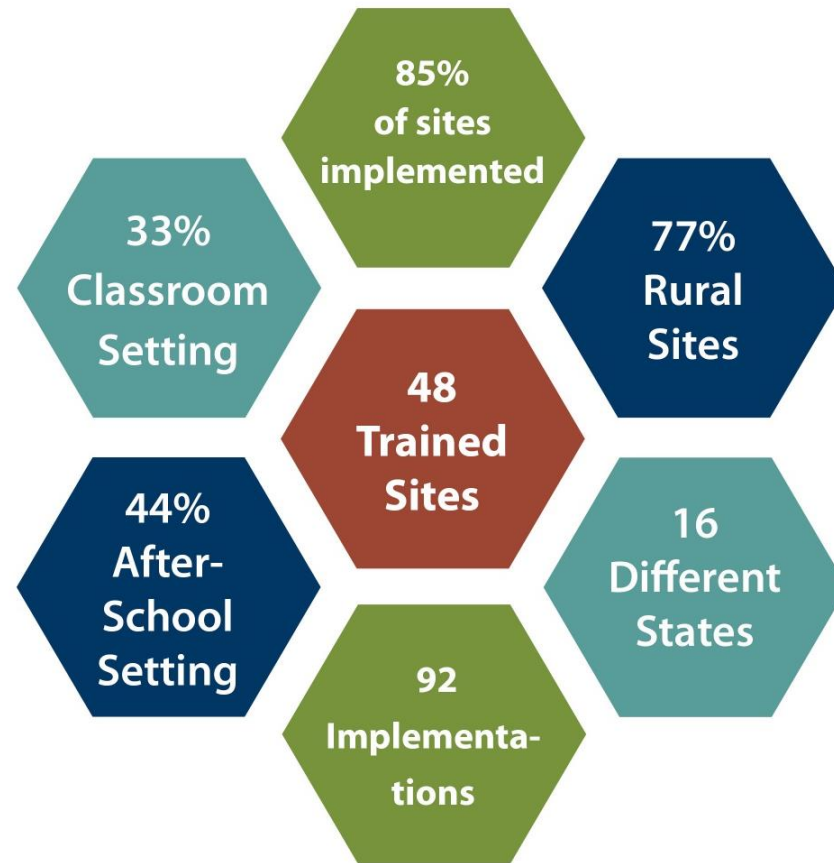 85%
of sites
implemented
33%
Classroom
Setting
77%
Rural
Sites
48
Trained
Sites
44%
After-
School
Setting
16
Different
States
92
Implementa-
tions